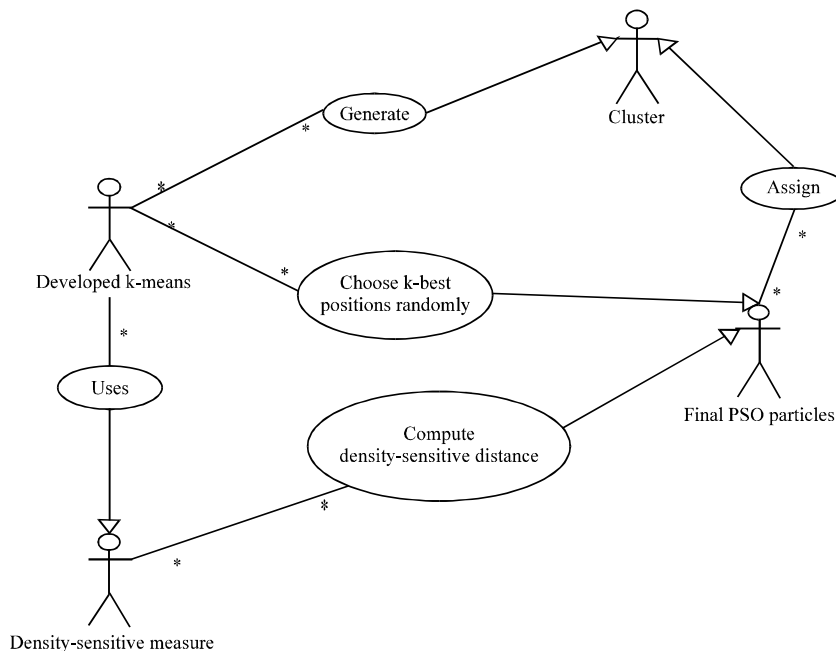 Generate
*
Cluster
*
Assign
*
*
*
Developed k-means
Choose k-best
positions randomly
*
*
Uses
Final PSO particles
Compute
density-sensitive distance
*
*
Density-sensitive measure